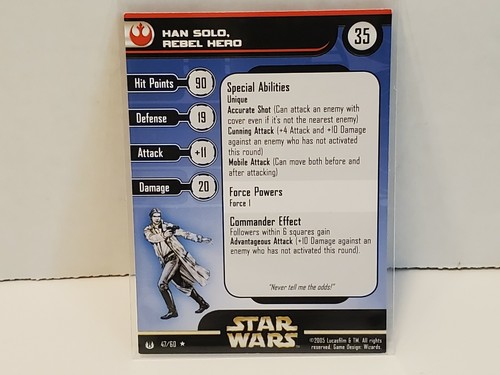 HAN SOLO,
REBEL HERO
35
Hit Points 90
Defense 19
Attack +11
Damage 20
Special Abilities
Unique
Accurate Shot (Can attack an enemy with
cover even if it's not the nearest enemy)
Cunning Attack (+4 Attack and +10 Damage
against an enemy who has not activated
this round)
Mobile Attack (Can move both before and
after attacking)
Force Powers
Force 1
Commander Effect
Followers within 6 squares gain
Advantageous Attack (+10 Damage against an
enemy who has not activated this round).
"Never tell me the odds!"
47/60 ★
STAR
WARS
©2005 Lucasfilm & TM. All rights
reserved. Game Design: Wizards.